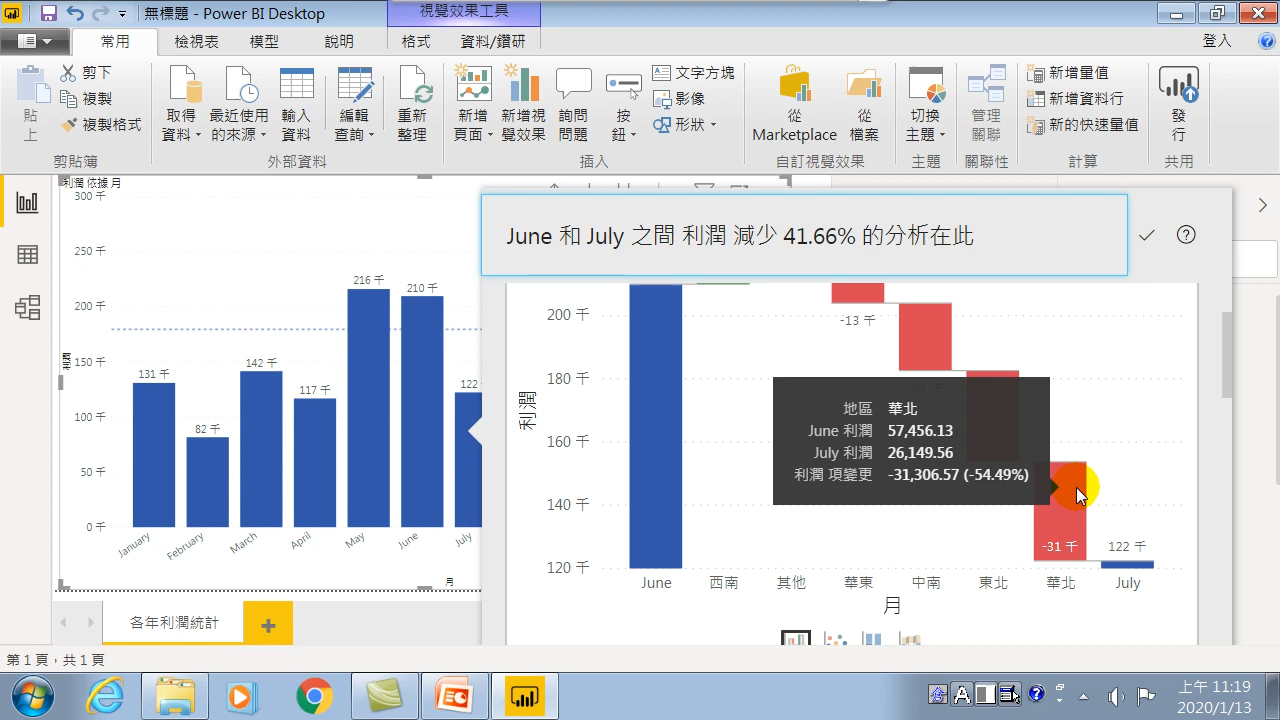 無標題 - Power BI Desktop
視覺效果工具
常用
檢視表
模型
說明
格式
資料/鑽研
登入
貼上
剪下
複製
複製格式
剪貼簿
取得資料
最近使用的來源
輸入資料
編輯查詢
外部資料
重新整理
新增頁面
新增視覺效果
詢問問題
按鈕
文字方塊
影像
形狀
插入
從 Marketplace
從檔案
自訂視覺效果
切換主題
主題
管理關聯
關聯性
新增量值
新增資料行
新的快速量值
計算
發行
共用
利潤 依據 月
300 千
250 千
200 千
150 千
100 千
50 千
0 千
利潤
131 千
82 千
142 千
117 千
216 千
210 千
122
January
February
March
April
May
June
July
月
June 和 July 之間 利潤 減少 41.66% 的分析在此
200 千
180 千
160 千
140 千
120 千
利潤
-13 千
地區 華北
June 利潤 57,456.13
July 利潤 26,149.56
利潤 項變更 -31,306.57 (-54.49%)
-31 千
122 千
June
西南
其他
華東
中南
東北
華北
July
月
各年利潤統計
第 1 頁，共 1 頁
上午 11:19
2020/1/13